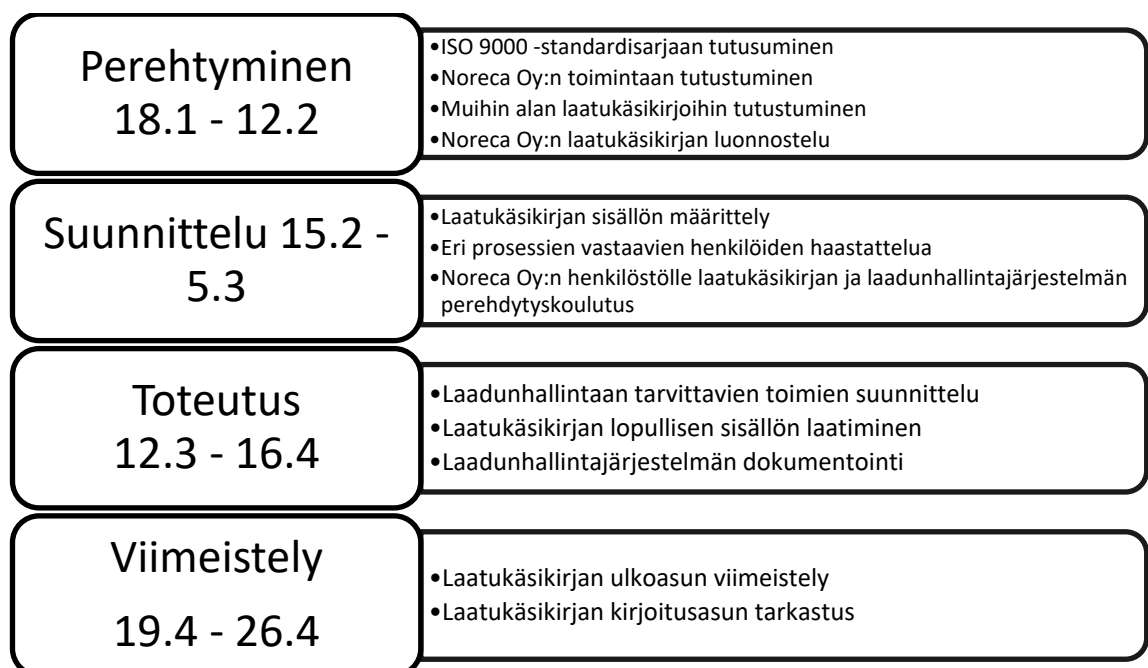 Perehtyminen
18.1 - 12.2
•ISO 9000 -standardisarjaan tutusuminen
•Noreca Oy:n toimintaan tutustuminen
•Muihin alan laatukäsikirjoihin tutustuminen
•Noreca Oy:n laatukäsikirjan luonnostelu
Suunnittelu 15.2 -
5.3
•Laatukäsikirjan sisällön määrittely
•Eri prosessien vastaavien henkilöiden haastattelua
•Noreca Oy:n henkilöstölle laatukäsikirjan ja laadunhallintajärjestelmän
perehdytyskoulutus
Toteutus
12.3 - 16.4
•Laadunhallintaan tarvittavien toimien suunnittelu
•Laatukäsikirjan lopullisen sisällön laatiminen
•Laadunhallintajärjestelmän dokumentointi
Viimeistely
19.4 - 26.4
•Laatukäsikirjan ulkoasun viimeistely
•Laatukäsikirjan kirjoitusasun tarkastus